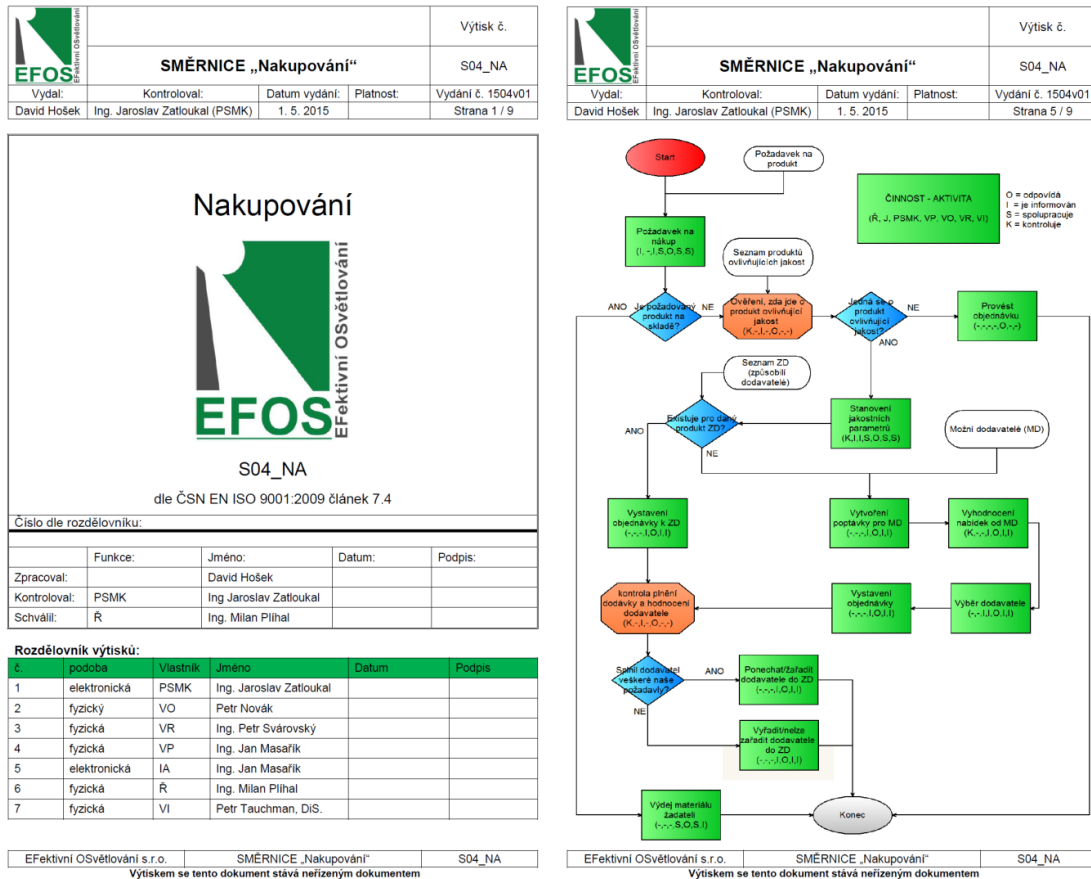 EFOS
EFektivní OSvětlování
Výtisk č.
SMĚRNICE „Nakupování“
S04_NA
Vydal:
Kontroloval:
Datum vydání:
Platnost:
Vydání č. 1504v01
David Hošek
Ing. Jaroslav Zatloukal (PSMK)
1. 5. 2015
Strana 1 / 9
Nakupování
EFOS
EFektivní OSvětlování
S04_NA
dle ČSN EN ISO 9001:2009 článek 7.4
Číslo dle rozdělovníku:
Funkce: Jméno: Datum: Podpis:
Zpracoval: David Hošek
Kontroloval: PSMK Ing Jaroslav Zatloukal
Schválil: Ř Ing. Milan Plíhal
Rozdělovník výtisků:
č. podoba Vlastník Jméno Datum Podpis
1 elektronická PSMK Ing. Jaroslav Zatloukal
2 fyzický VO Petr Novák
3 fyzická VR Ing. Petr Svárovský
4 fyzická VP Ing. Jan Masařík
5 elektronická IA Ing. Jan Masařík
6 fyzická Ř Ing. Milan Plíhal
7 fyzická VI Petr Tauchman, DiS.
EFektivní OSvětlování s.r.o. SMĚRNICE „Nakupování“ S04_NA
Výtiskem se tento dokument stává neřízeným dokumentem
EFOS
EFektivní OSvětlování
Výtisk č.
SMĚRNICE „Nakupování“
S04_NA
Vydal:
Kontroloval:
Datum vydání:
Platnost:
Vydání č. 1504v01
David Hošek
Ing. Jaroslav Zatloukal (PSMK)
1. 5. 2015
Strana 5 / 9
Start
Požadavek na
produkt
ČINNOST - AKTIVITA
(Ř, J, PSMK, VP, VO, VR, VI)
O = odpovídá
I = je informován
S = spolupracuje
K = kontroluje
Požadavek na
nákup
(I, -,I,S,O,S,S)
Seznam produktů
ovlivňujících jakost
ANO
Je požadovaný
produkt na
skladě?
NE
Ověření, zda jde o
produkt ovlivňující
jakost
(K,-,I,-,O,-,-)
Jedná se o
produkt
ovlivňující
jakost?
NE
ANO
Provést
objednávku
(-,-,-,-,O,-,-)
Seznam ZD
(způsobilí
dodavatelé)
Existuje pro daný
produkt ZD?
ANO
NE
Stanovení
jakostních
parametrů
(K,I,I,S,O,S,S)
Možní dodavatelé (MD)
Vystavení
objednávky k ZD
(-,-,-,I,O,I,I)
Vytvoření
poptávky pro MD
(-,-,-,I,O,I,I)
Vyhodnocení
nabídek od MD
(K,-,-,I,O,I,I)
kontrola plnění
dodávky a hodnocení
dodavatele
(K,-,I,-,O,-,-)
Vystavení
objednávky
(-,-,-,I,O,I,I)
Výběr dodavatele
(-,-,I,I,O,I,I)
Splnil dodavatel
veškeré naše
požadavly?
ANO
NE
Ponechat/žařadit
dodavatele do ZD
(-,-,-,I,O,I,I)
Vyřadit/nelze
zařadit dodavatele
do ZD
(-,-,-,I,O,I,I)
Výdej materiálu
žadateli
(-,-,-,S,O,S,I)
Konec
EFektivní OSvětlování s.r.o. SMĚRNICE „Nakupování“ S04_NA
Výtiskem se tento dokument stává neřízeným dokumentem